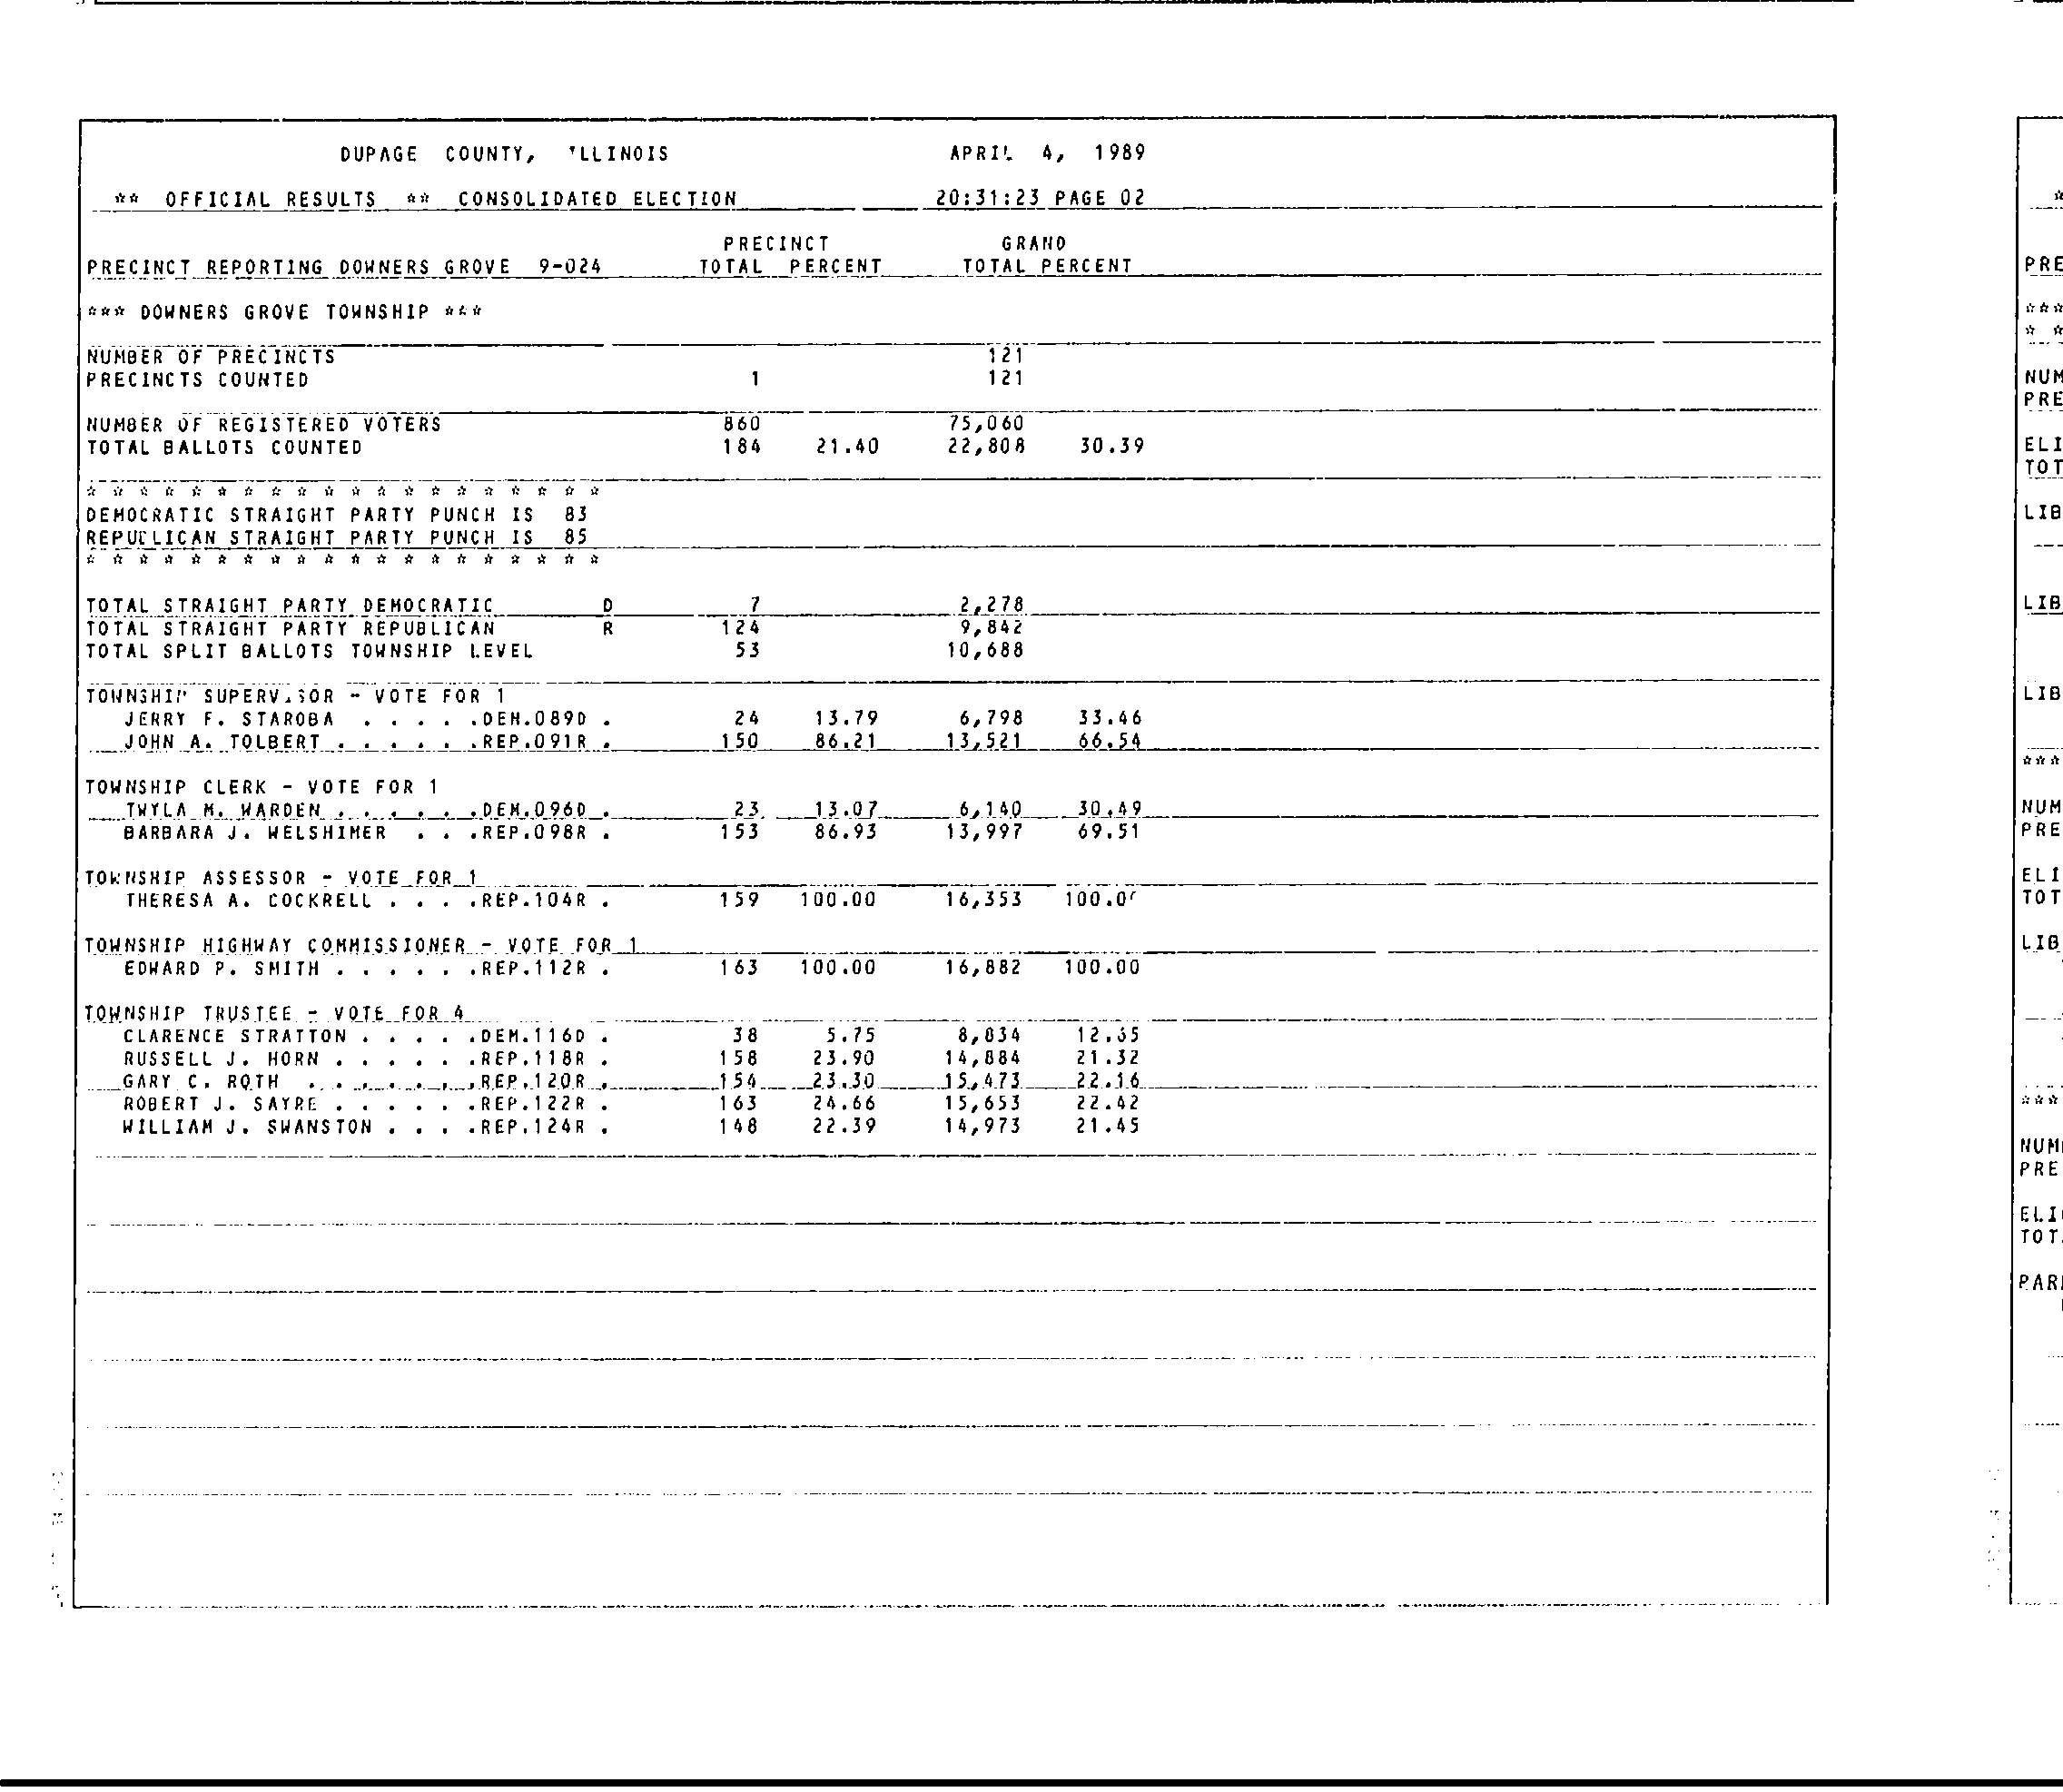 DUPAGE COUNTY, ILLINOIS APRIL 4, 1989
** OFFICIAL RESULTS ** CONSOLIDATED ELECTION 20:31:23 PAGE 02
PRECINCT GRAND
PRECINCT REPORTING DOWNERS GROVE 9-024 TOTAL PERCENT TOTAL PERCENT
*** DOWNERS GROVE TOWNSHIP ***
NUMBER OF PRECINCTS 121
PRECINCTS COUNTED 1 121
NUMBER OF REGISTERED VOTERS 860 75,060
TOTAL BALLOTS COUNTED 184 21.40 22,808 30.39
* * * * * * * * * * * * * * * * * * * *
DEMOCRATIC STRAIGHT PARTY PUNCH IS 83
REPUBLICAN STRAIGHT PARTY PUNCH IS 85
* * * * * * * * * * * * * * * * * * * *
TOTAL STRAIGHT PARTY DEMOCRATIC D 7 2,278
TOTAL STRAIGHT PARTY REPUBLICAN R 124 9,842
TOTAL SPLIT BALLOTS TOWNSHIP LEVEL 53 10,688
TOWNSHIP SUPERVISOR - VOTE FOR 1
JERRY F. STAROBA . . . . .DEM.089D . 24 13.79 6,798 33.46
JOHN A. TOLBERT . . . . . .REP.091R . 150 86.21 13,521 66.54
TOWNSHIP CLERK - VOTE FOR 1
TWYLA M. WARDEN . . . . . .DEM.096D . 23 13.07 6,140 30.49
BARBARA J. WELSHIMER . . .REP.098R . 153 86.93 13,997 69.51
TOWNSHIP ASSESSOR - VOTE FOR 1
THERESA A. COCKRELL . . . .REP.104R . 159 100.00 16,353 100.00
TOWNSHIP HIGHWAY COMMISSIONER - VOTE FOR 1
EDWARD P. SMITH . . . . . .REP.112R . 163 100.00 16,882 100.00
TOWNSHIP TRUSTEE - VOTE FOR 4
CLARENCE STRATTON . . . . .DEM.116D . 38 5.75 8,834 12.65
RUSSELL J. HORN . . . . . .REP.118R . 158 23.90 14,884 21.32
GARY C. ROTH . . . . . . .REP.120R . 154 23.30 15,473 22.16
ROBERT J. SAYRE . . . . . .REP.122R . 163 24.66 15,653 22.42
WILLIAM J. SWANSTON . . . .REP.124R . 148 22.39 14,973 21.45
PRE
***
* *
NUM
PRE
ELI
TOT
LIB
LIB
LIB
***
NUM
PRE
ELI
TOT
LIB
***
NUM
PRE
ELI
TOT
PAR